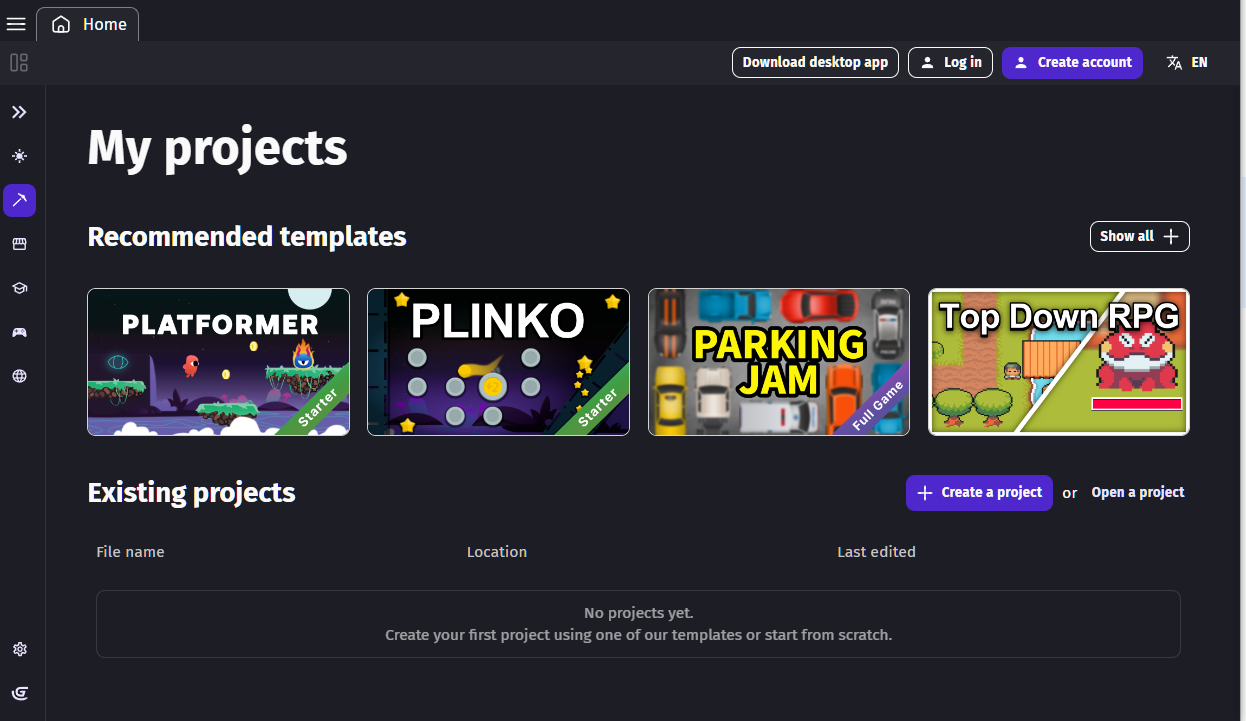 Home
Download desktop app
Log in
Create account
EN
My projects
Recommended templates
Show all
PLATFORMER
Starter
PLINKO
Starter
PARKING
JAM
Full Game
Top Down RPG
Existing projects
Create a project
or
Open a project
File name
Location
Last edited
No projects yet.
Create your first project using one of our templates or start from scratch.